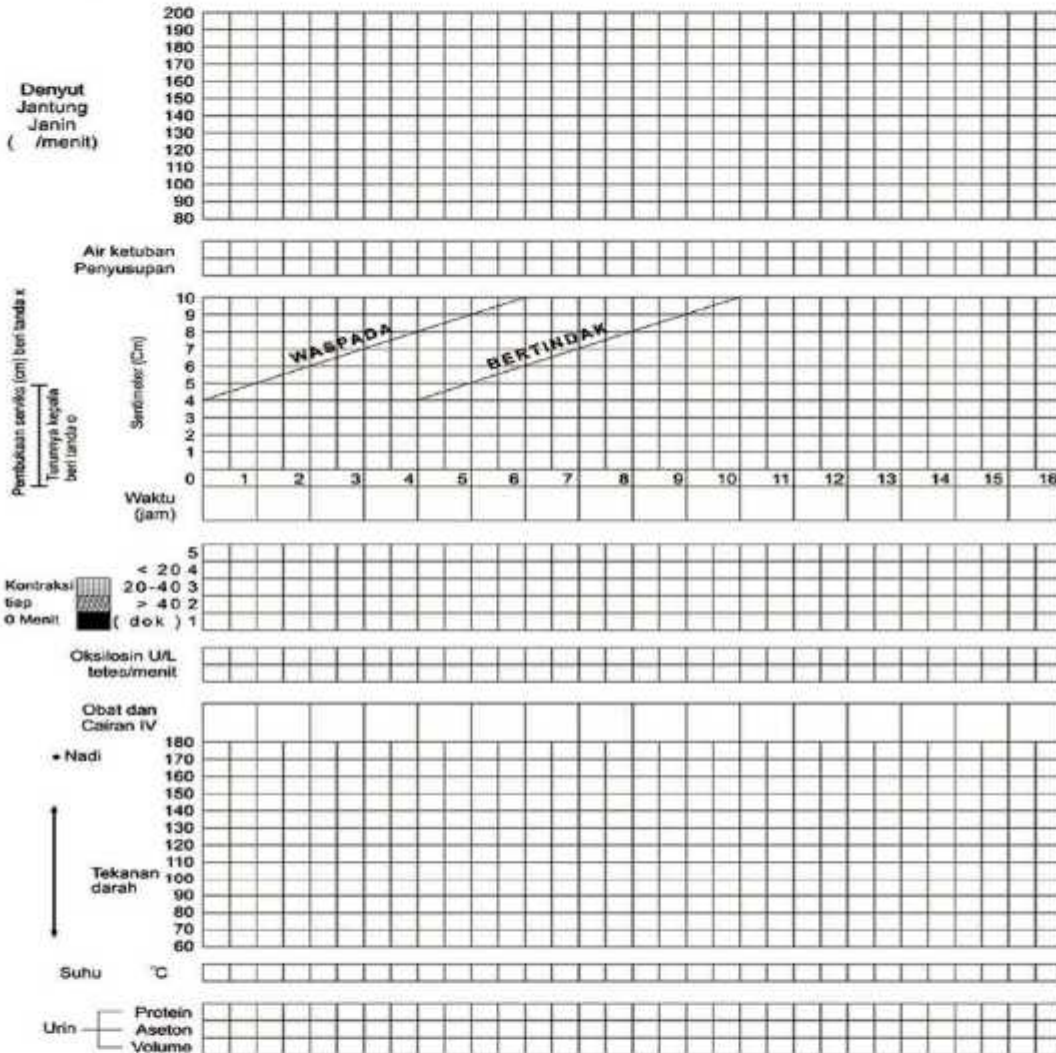 200
190
180
170
160
150
140
130
120
110
100
90
80
Denyut
Jantung
Janin
( /menit)
Air ketuban
Penyusupan
Pembukaan serviks (cm) beri tanda x
Turunnya kepala
beri tanda o
Sentimeter (Cm)
10
9
8
7
6
5
4
3
2
1
0
WASPADA
BERTINDAK
1 2 3 4 5 6 7 8 9 10 11 12 13 14 15 16
Waktu
(jam)
Kontraksi
tiap
0 Menit
5
< 20 4
20-40 3
> 40 2
( dok ) 1
Oksilosin U/L
tetes/menit
Obat dan
Cairan IV
• Nadi
Tekanan
darah
180
170
160
150
140
130
120
110
100
90
80
70
60
Suhu °C
Urin
Protein
Aseton
Volume